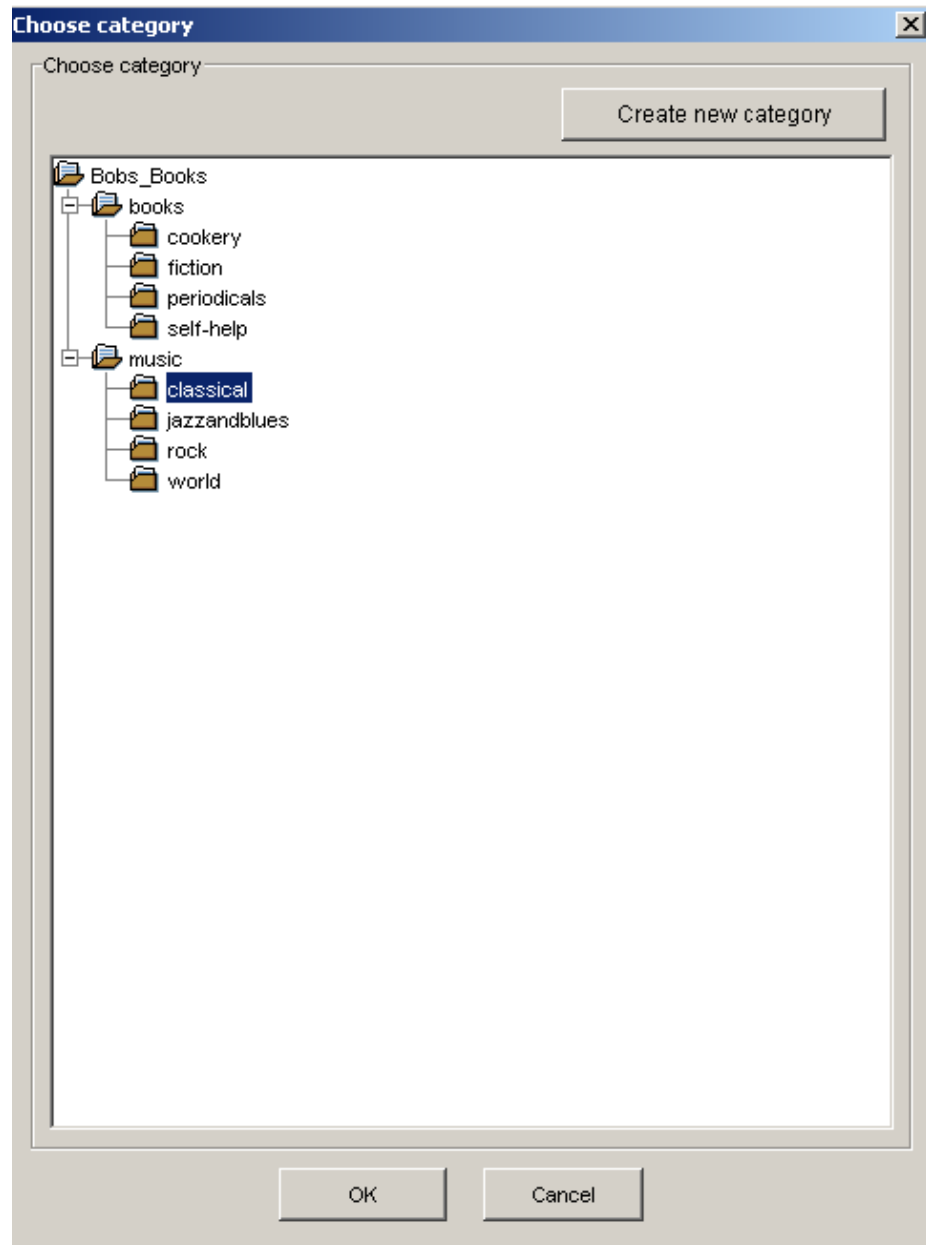 Choose category
Choose category
Create new category
Bobs_Books
books
cookery
fiction
periodicals
self-help
music
classical
jazzandblues
rock
world
OK Cancel